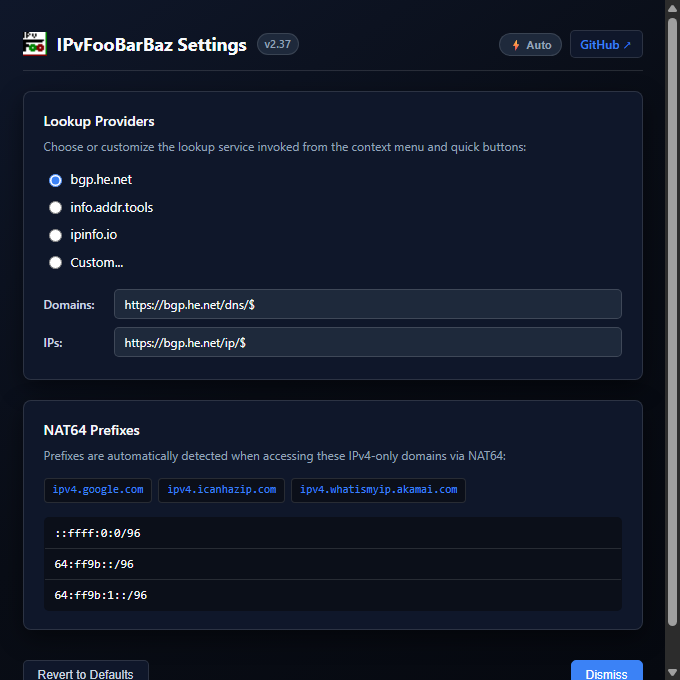 IPv
FOO
IPvFooBarBaz Settings
v2.37
Auto
GitHub ↗
Lookup Providers
Choose or customize the lookup service invoked from the context menu and quick buttons:
bgp.he.net
info.addr.tools
ipinfo.io
Custom...
Domains:
https://bgp.he.net/dns/$
IPs:
https://bgp.he.net/ip/$
NAT64 Prefixes
Prefixes are automatically detected when accessing these IPv4-only domains via NAT64:
ipv4.google.com ipv4.icanhazip.com ipv4.whatismyip.akamai.com
::ffff:0:0/96
64:ff9b::/96
64:ff9b:1::/96
Revert to Defaults
Dismiss